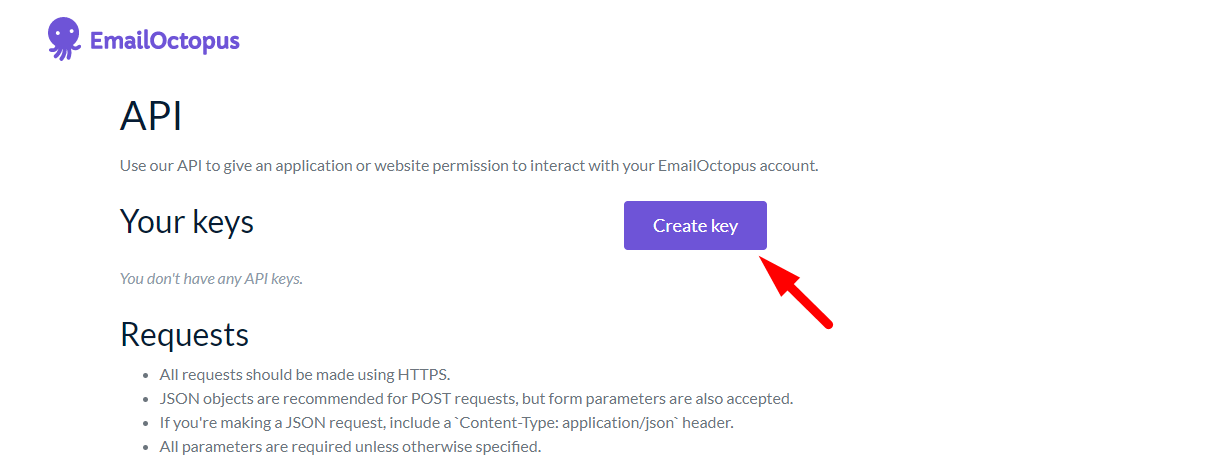 EmailOctopus
API
Use our API to give an application or website permission to interact with your EmailOctopus account.
Your keys
Create key
You don't have any API keys.
Requests
• All requests should be made using HTTPS.
• JSON objects are recommended for POST requests, but form parameters are also accepted.
• If you're making a JSON request, include a `Content-Type: application/json` header.
• All parameters are required unless otherwise specified.